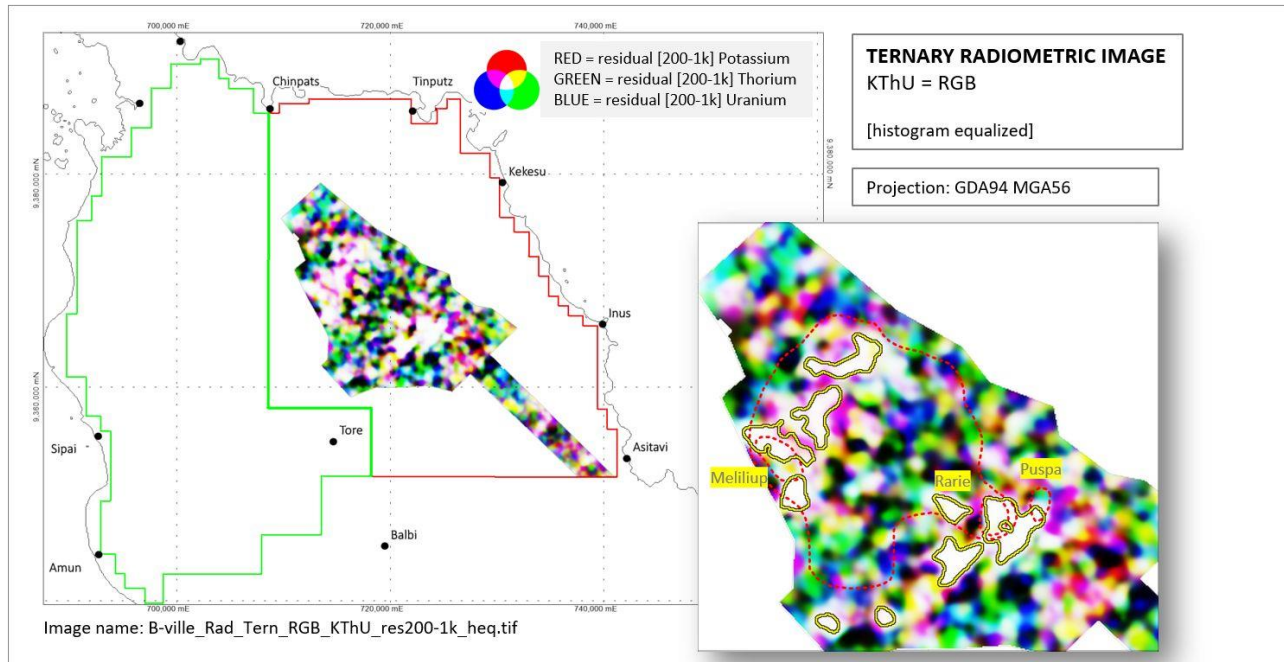 700,000 mE
720,000 mE
740,000 mE
RED = residual [200-1k] Potassium
GREEN = residual [200-1k] Thorium
BLUE = residual [200-1k] Uranium
TERNARY RADIOMETRIC IMAGE
KThU = RGB
[histogram equalized]
Projection: GDA94 MGA56
Chinpats
Tinputz
9,380,000 mN
9,380,000 mN
Kekesu
Inus
9,360,000 mN
Sipai
Tore
Asitavi
Balbi
Amun
700,000 mE
720,000 mE
740,000 mE
Meliliup
Rarie
Puspa
Image name: B-ville_Rad_Tern_RGB_KThU_res200-1k_heq.tif